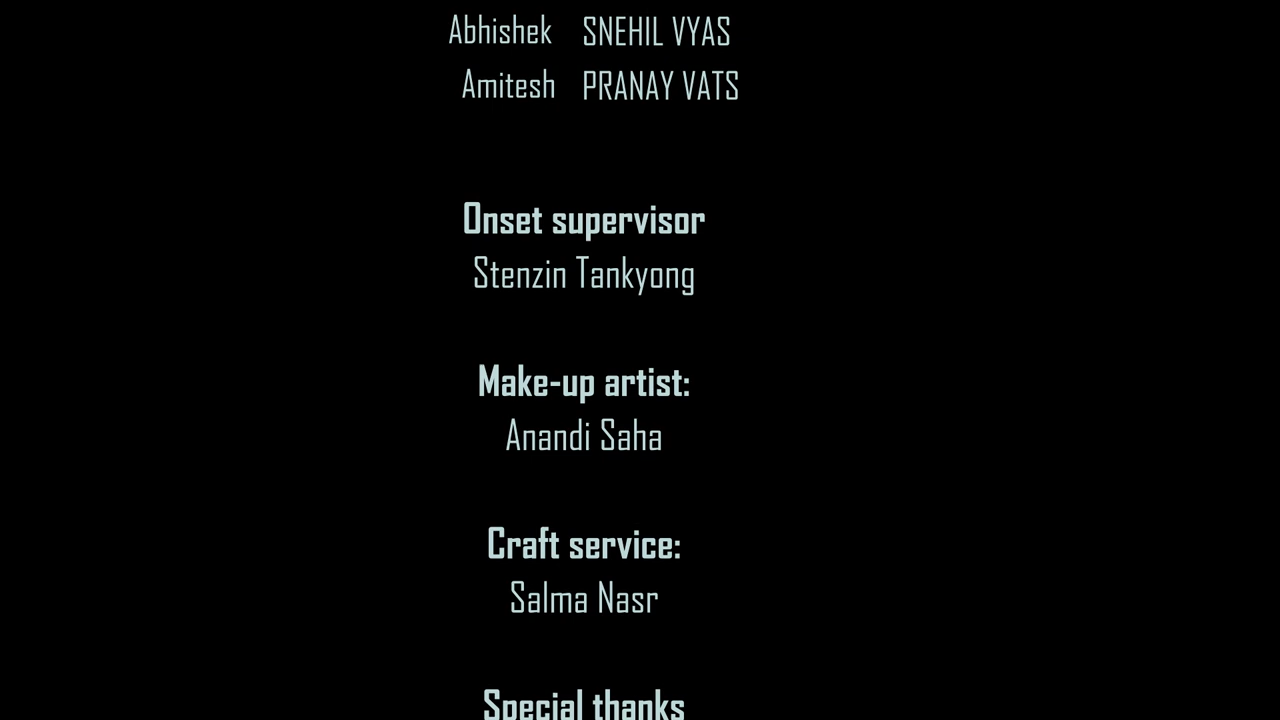 Abhishek SNEHIL VYAS
Amitesh PRANAY VATS
Onset supervisor
Stenzin Tankyong
Make-up artist:
Anandi Saha
Craft service:
Salma Nasr
Special thanks